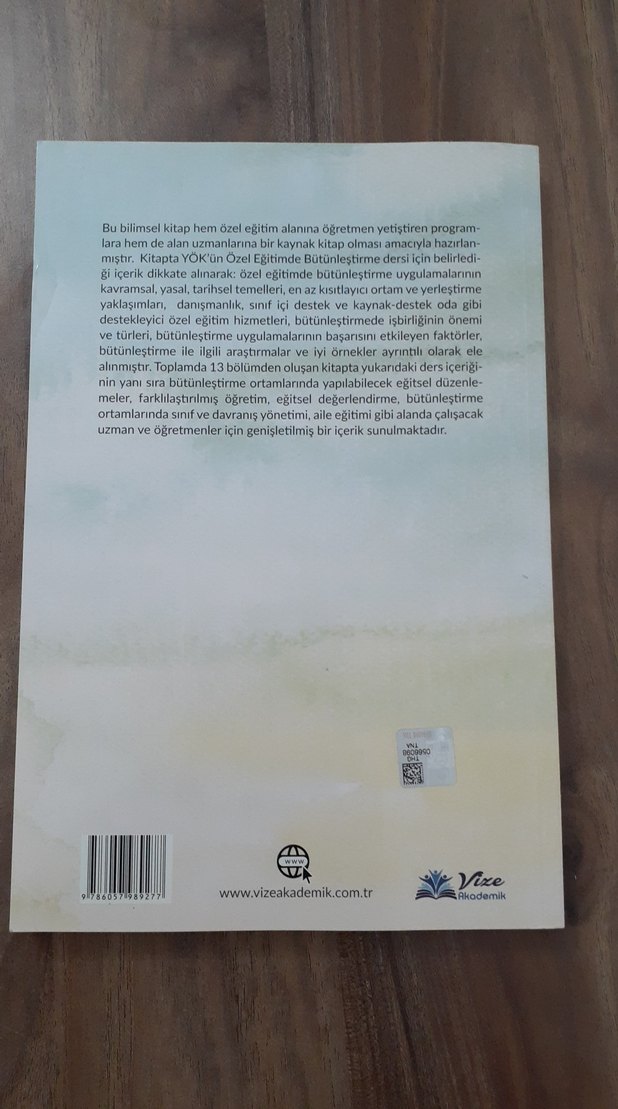 Bu bilimsel kitap hem özel eğitim alanına öğretmen yetiştiren program-
lara hem de alan uzmanlarına bir kaynak kitap olması amacıyla hazırlan-
mıştır. Kitapta YÖK'ün Özel Eğitimde Bütünleştirme dersi için belirledi-
ği içerik dikkate alınarak: özel eğitimde bütünleştirme uygulamalarının
kavramsal, yasal, tarihsel temelleri, en az kısıtlayıcı ortam ve yerleştirme
yaklaşımları, danışmanlık, sınıf içi destek ve kaynak-destek oda gibi
destekleyici özel eğitim hizmetleri, bütünleştirmede işbirliğinin önemi
ve türleri, bütünleştirme uygulamalarının başarısını etkileyen faktörler,
bütünleştirme ile ilgili araştırmalar ve iyi örnekler ayrıntılı olarak ele
alınmıştır. Toplamda 13 bölümden oluşan kitapta yukarıdaki ders içeriği-
nin yanı sıra bütünleştirme ortamlarında yapılabilecek eğitsel düzenle-
meler, farklılaştırılmış öğretim, eğitsel değerlendirme, bütünleştirme
ortamlarında sınıf ve davranış yönetimi, aile eğitimi gibi alanda çalışacak
uzman ve öğretmenler için genişletilmiş bir içerik sunulmaktadır.
THG
0566098
TNA
9 786057 989277
www
www.vizeakademik.com.tr
Vize
Akademik